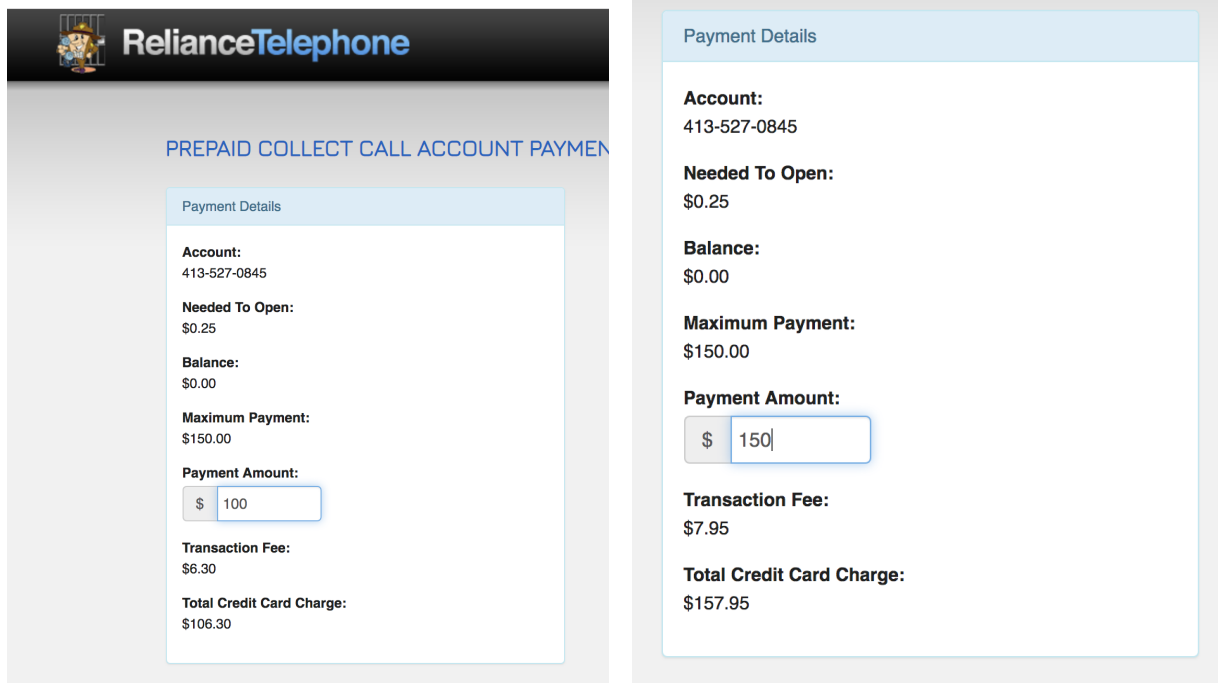 RelianceTelephone
PREPAID COLLECT CALL ACCOUNT PAYMEN
Payment Details
Account:
413-527-0845
Needed To Open:
$0.25
Balance:
$0.00
Maximum Payment:
$150.00
Payment Amount:
$ 100
Transaction Fee:
$6.30
Total Credit Card Charge:
$106.30
Payment Details
Account:
413-527-0845
Needed To Open:
$0.25
Balance:
$0.00
Maximum Payment:
$150.00
Payment Amount:
$ 150
Transaction Fee:
$7.95
Total Credit Card Charge:
$157.95